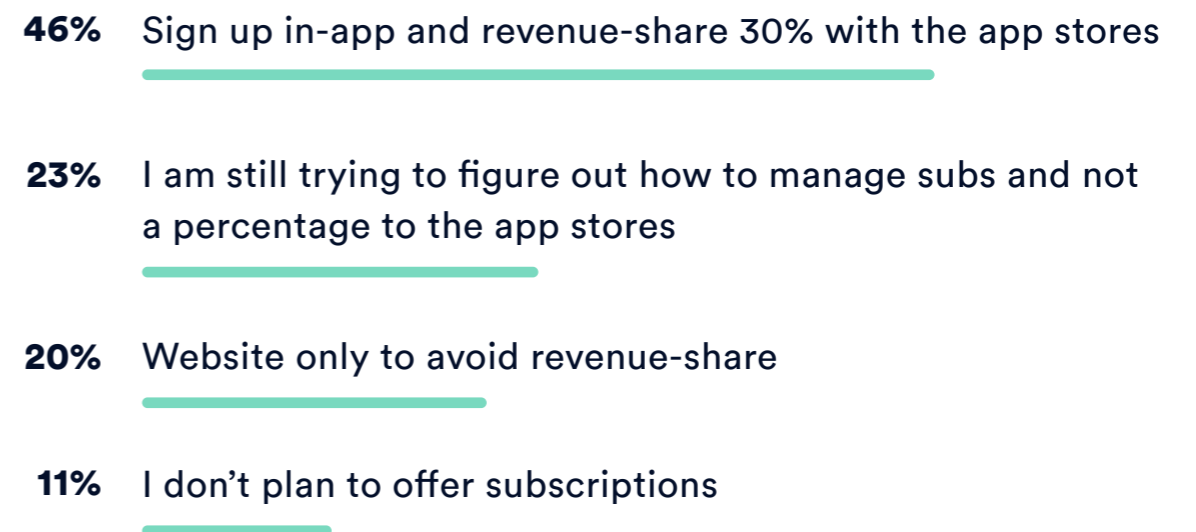 46% Sign up in-app and revenue-share 30% with the app stores
23% I am still trying to figure out how to manage subs and not
a percentage to the app stores
20% Website only to avoid revenue-share
11% I don’t plan to offer subscriptions